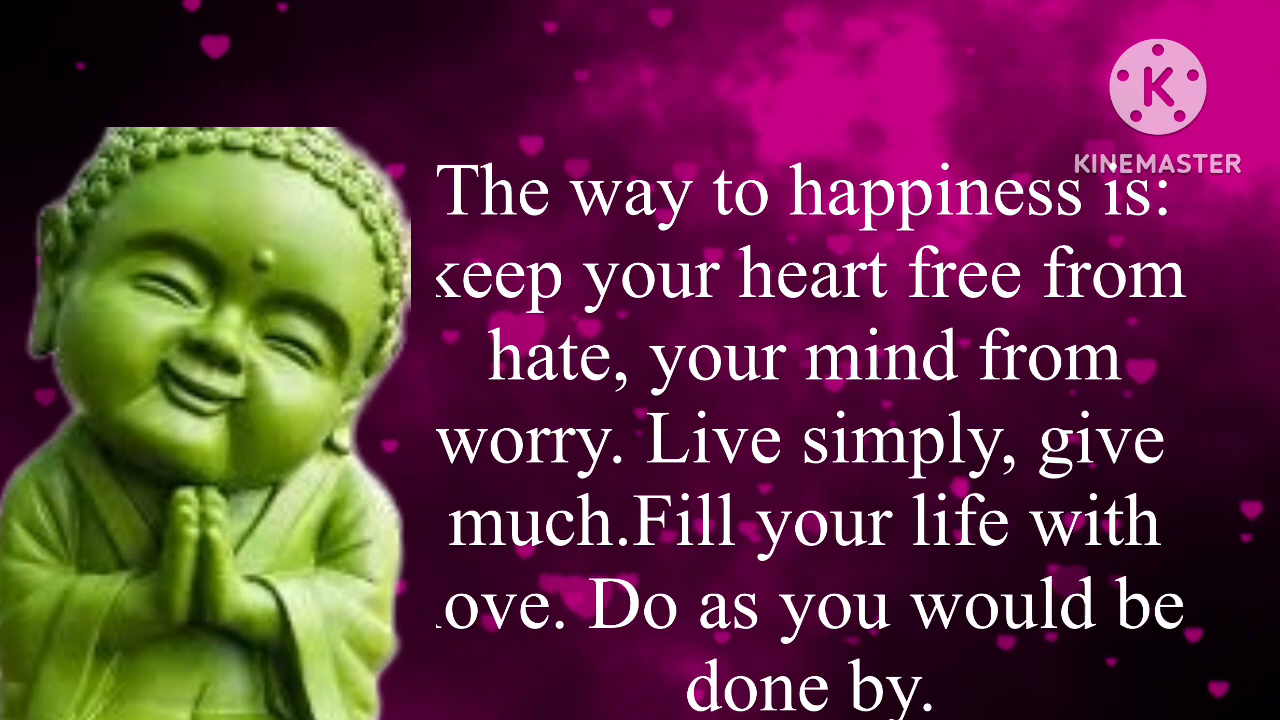 KINEMASTER
The way to happiness is:
keep your heart free from
hate, your mind from
worry. Live simply, give
much.Fill your life with
love. Do as you would be
done by.